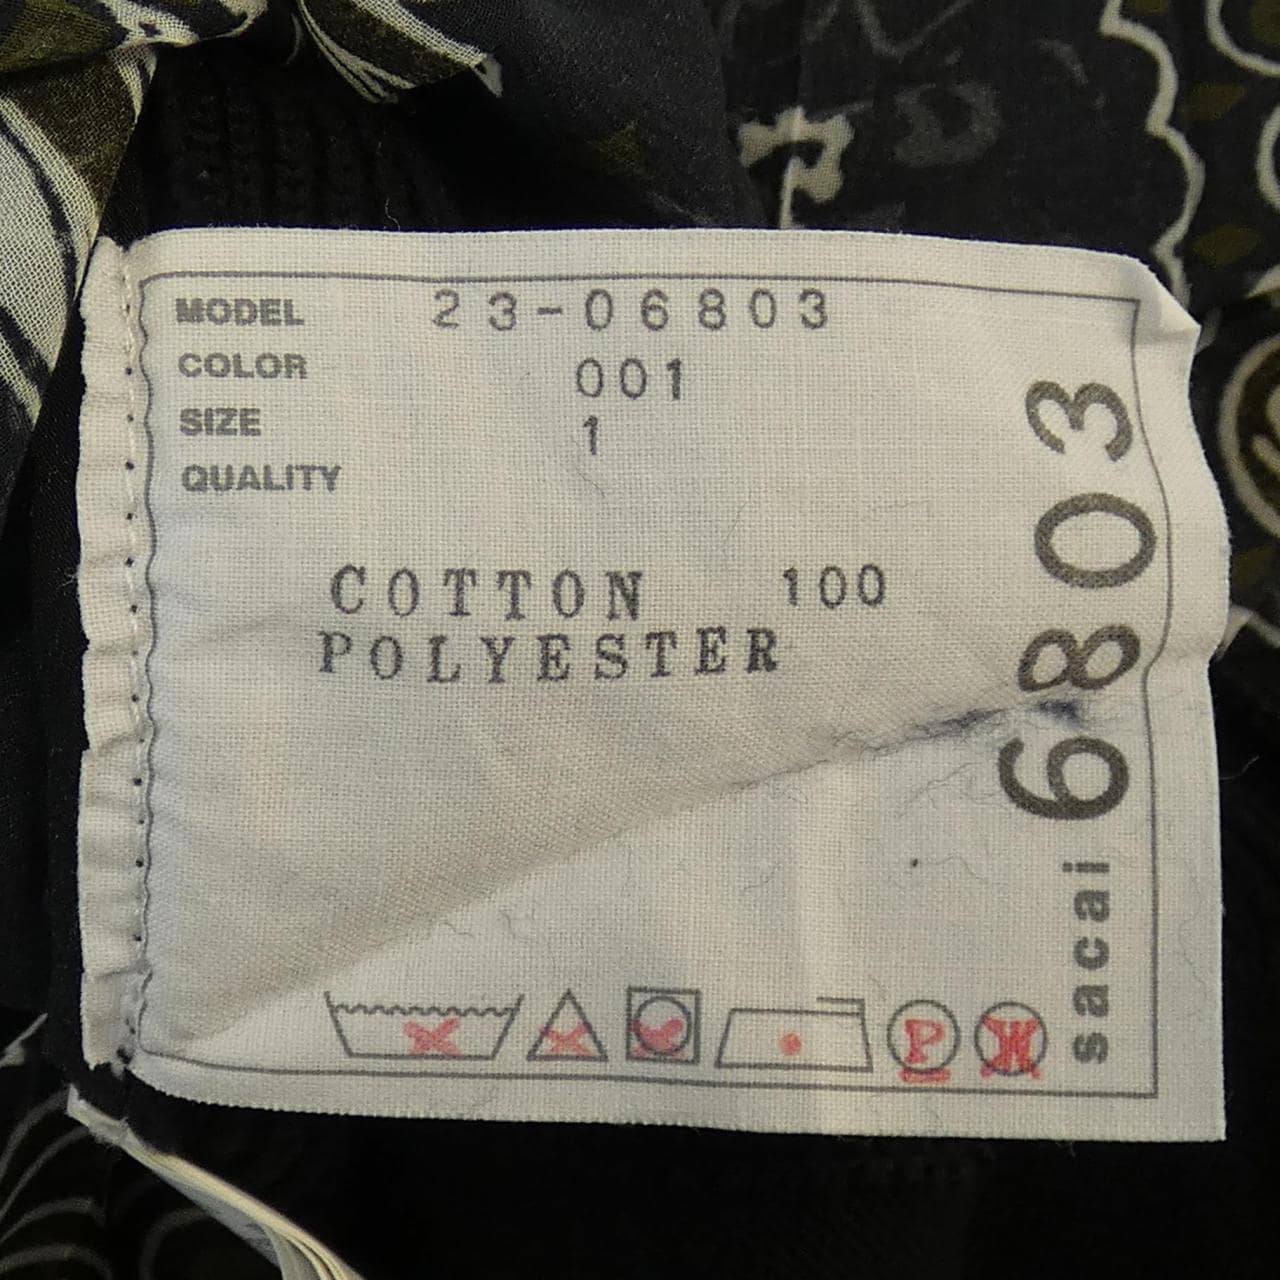 MODEL 23-06803
COLOR 001
SIZE 1
QUALITY
COTTON 100
POLYESTER
P
W
sacai 6803